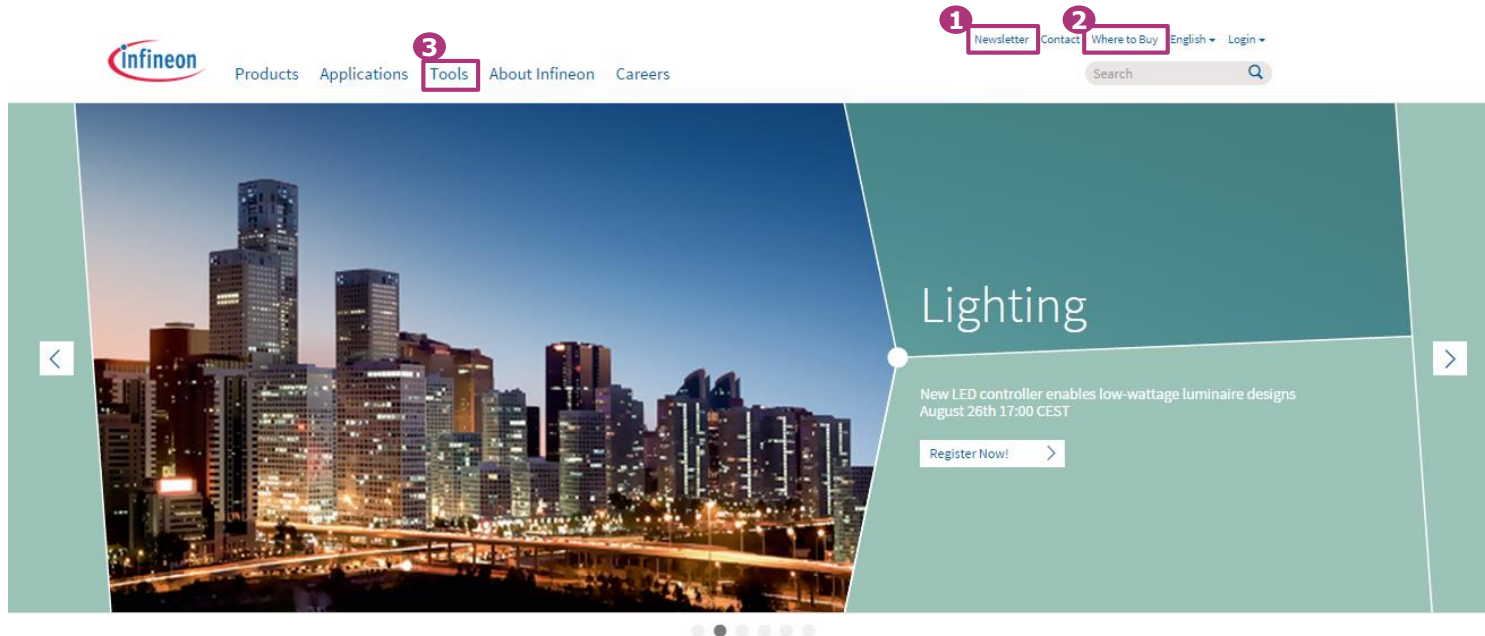 1 2
Newsletter Contact Where to Buy English Login
infineon
3
Products Applications Tools About Infineon Careers
Search
Lighting
New LED controller enables low-wattage luminaire designs
August 26th 17:00 CEST
Register Now!